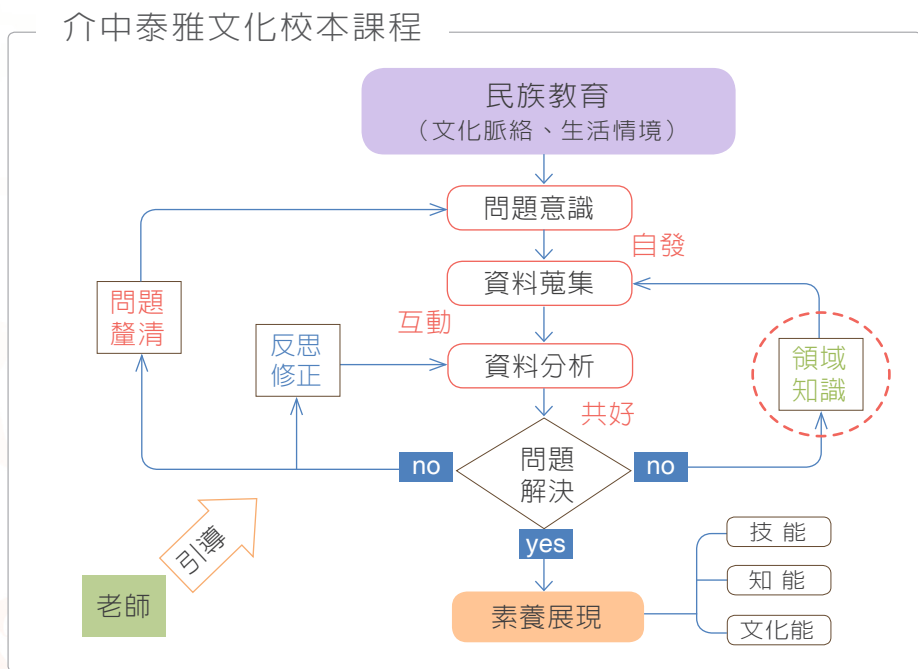 介中泰雅文化校本課程
民族教育
（文化脈絡、生活情境）
問題意識
自發
資料蒐集
問題
釐清
互動
反思
修正
資料分析
領域
知識
共好
no
問題
解決
no
yes
引導
老師
素養展現
技 能
知 能
文化能